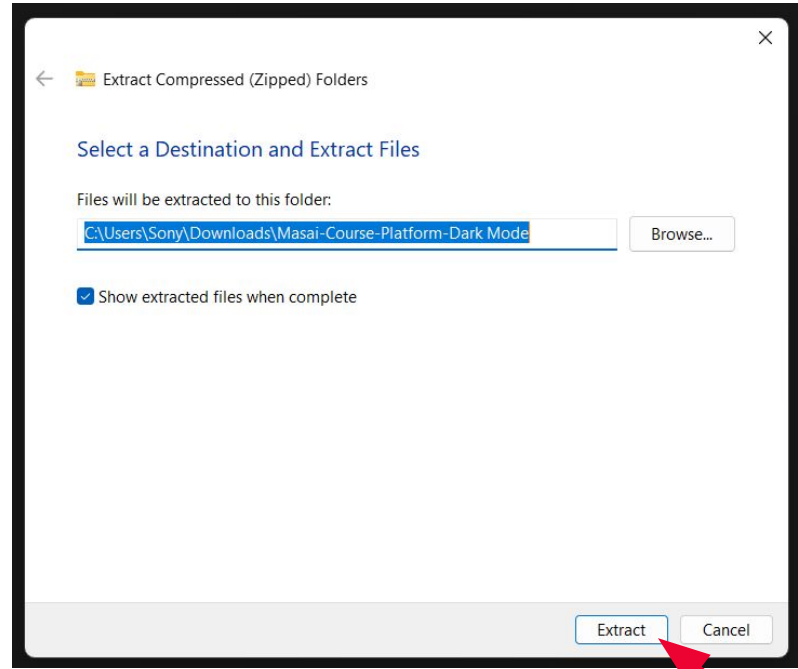 Extract Compressed (Zipped) Folders
Select a Destination and Extract Files
Files will be extracted to this folder:
C:\Users\Sony\Downloads\Masai-Course-Platform-Dark Mode
Browse...
Show extracted files when complete
Extract
Cancel